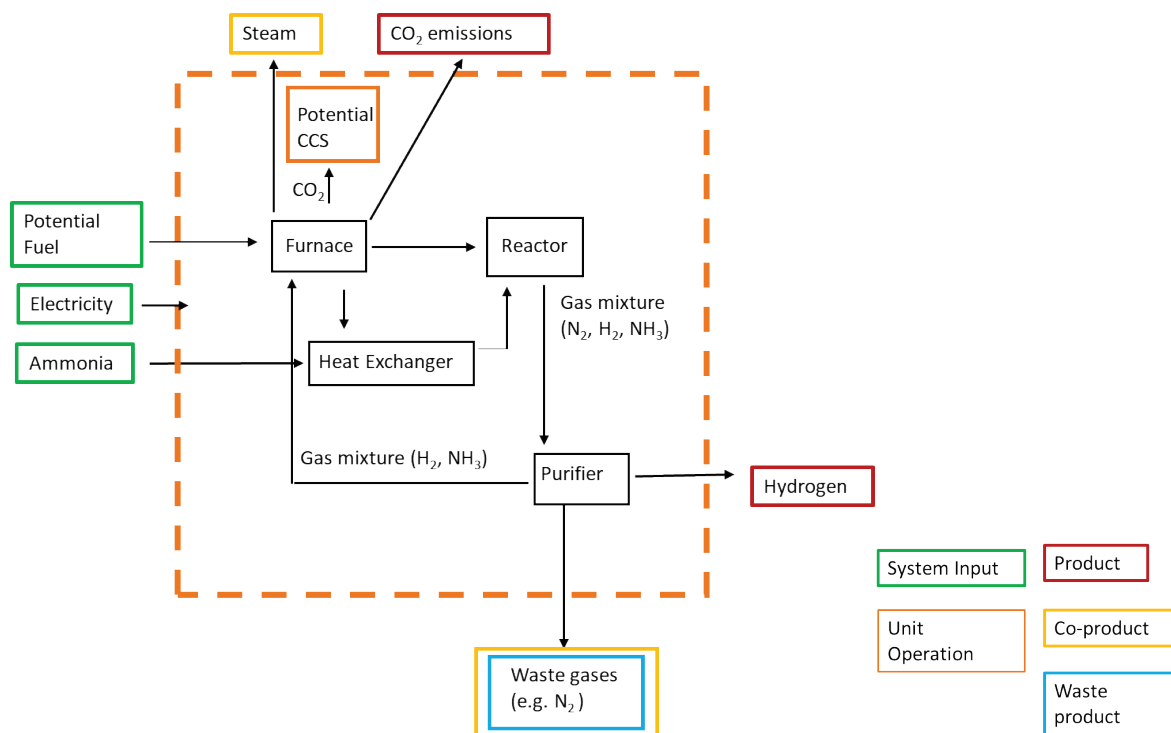 Steam
CO₂ emissions
Potential
CCS
CO₂
Potential
Fuel
Furnace
Reactor
Electricity
Gas mixture
(N₂, H₂, NH₃)
Ammonia
Heat Exchanger
Gas mixture (H₂, NH₃)
Purifier
Hydrogen
System Input
Product
Unit
Operation
Co-product
Waste gases
(e.g. N₂ )
Waste
product